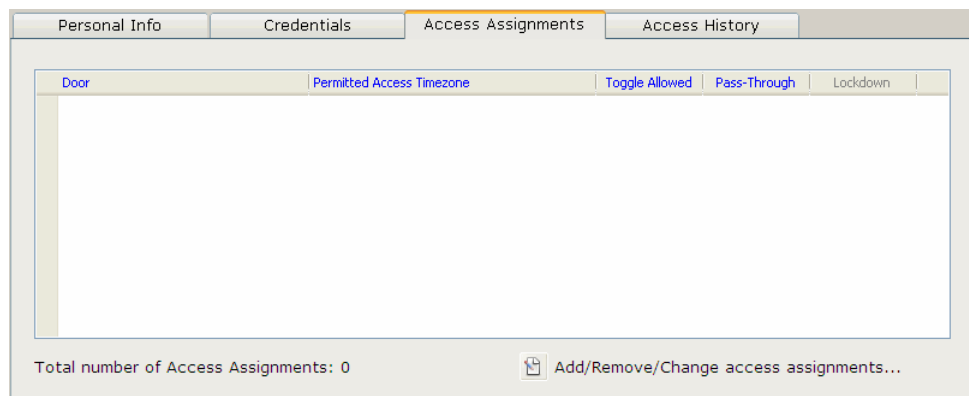 Personal Info Credentials Access Assignments Access History
Door Permitted Access Timezone Toggle Allowed Pass-Through Lockdown
Total number of Access Assignments: 0 Add/Remove/Change access assignments...